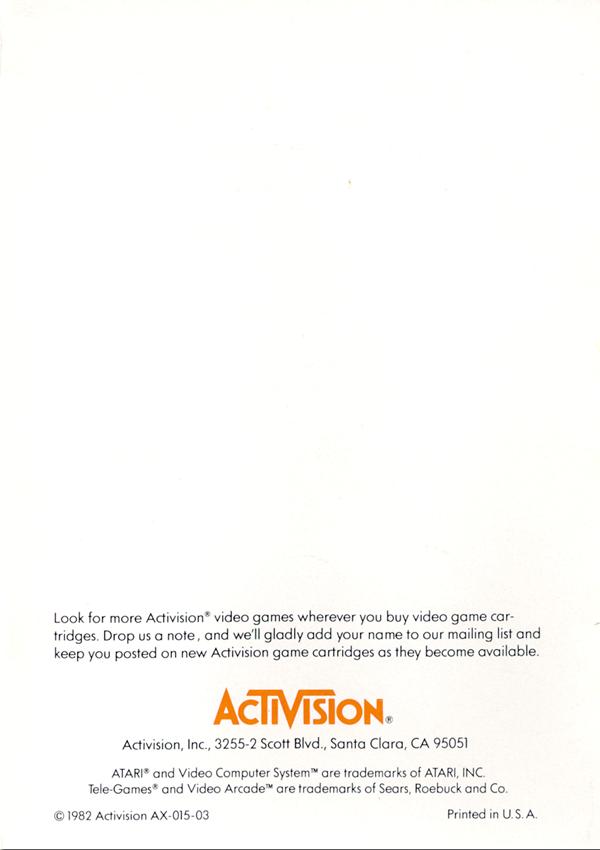 Look for more Activision® video games wherever you buy video game car-
tridges. Drop us a note, and we'll gladly add your name to our mailing list and
keep you posted on new Activision game cartridges as they become available.
ACTIVISION®
Activision, Inc., 3255-2 Scott Blvd., Santa Clara, CA 95051
ATARI® and Video Computer System™ are trademarks of ATARI, INC.
Tele-Games® and Video Arcade™ are trademarks of Sears, Roebuck and Co.
© 1982 Activision AX-015-03 Printed in U.S.A.